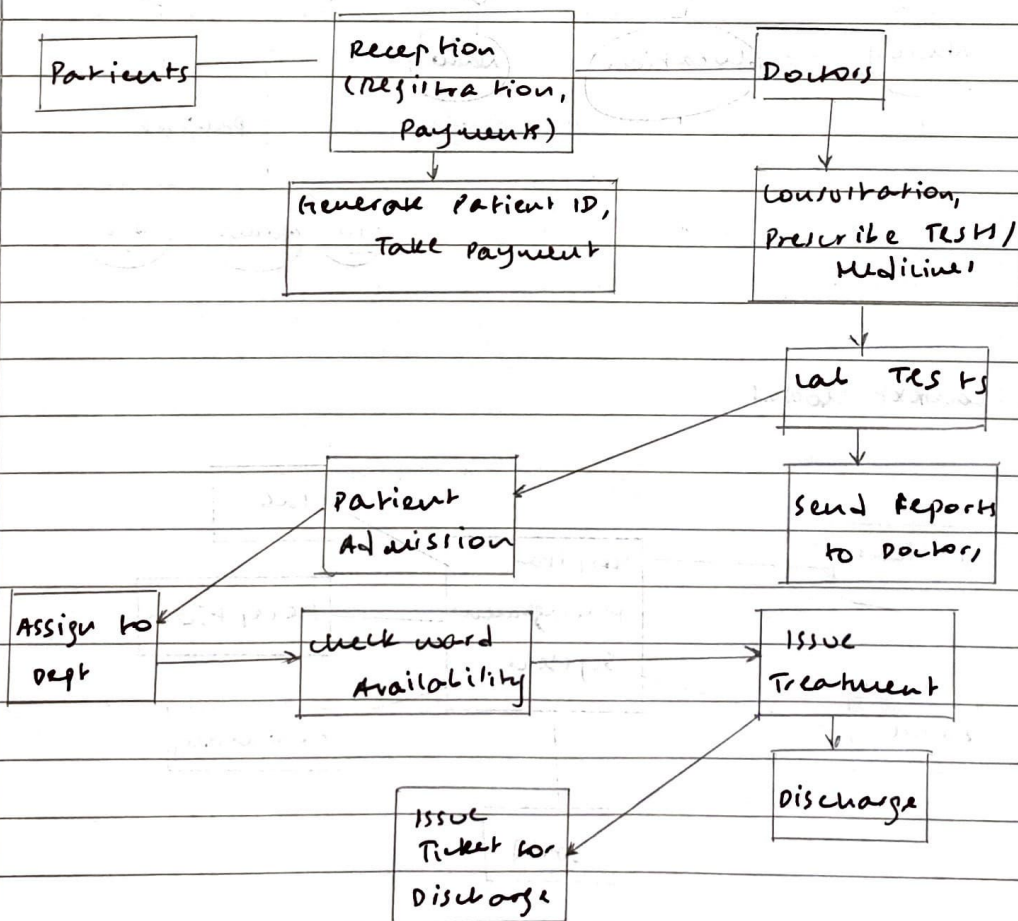 Patients
Reception
(Registration,
Payments)
Doctors
Generate Patient ID,
Take Payment
Consultation,
Prescribe Tests/
Medicines
Lab Tests
Patient
Admission
Send Reports
to Doctors
Assign to
Dept
Check ward
Availability
Issue
Treatment
Discharge
Issue
Ticket for
Discharge